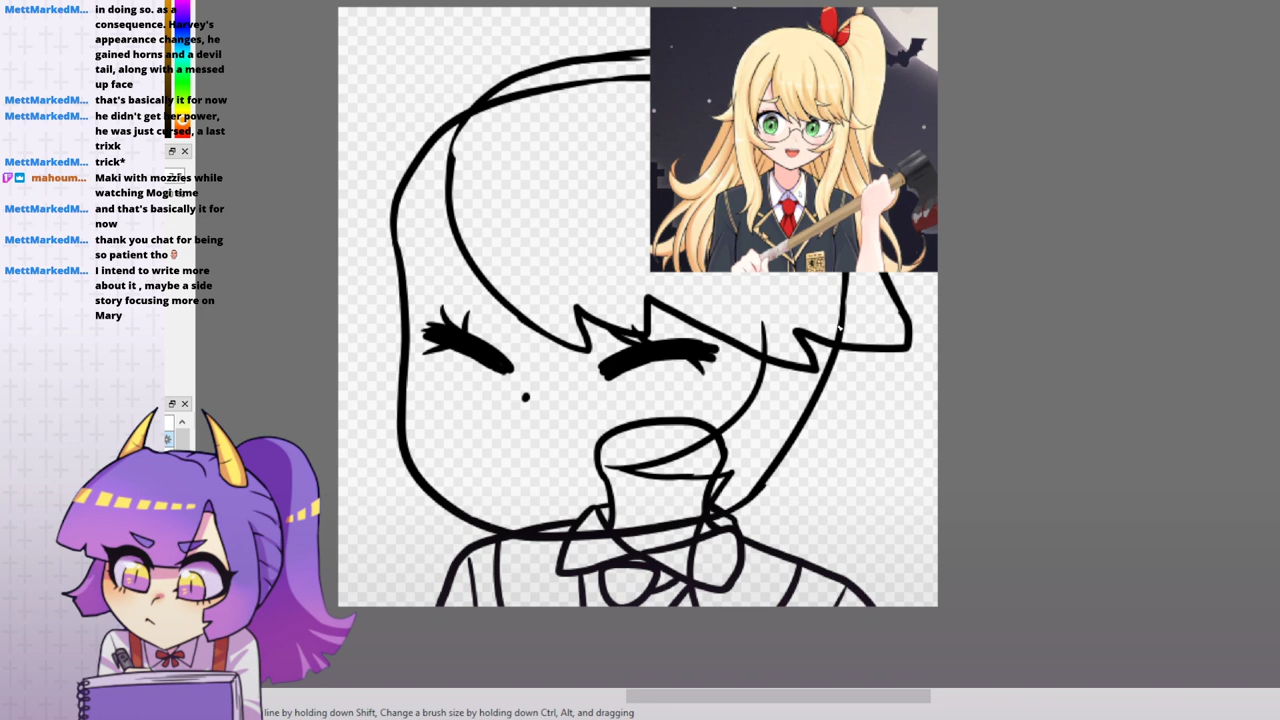 MettMarkedM... in doing so. as a
consequence. Harvey's
appearance changes, he
gained horns and a devil
tail, along with a messed
up face
MettMarkedM... that's basically it for now
MettMarkedM... he didn't get her power,
he was just cursed, a last
trixk
MettMarkedM... trick*
mahoum... Maki with mozzies while
watching Mogi time
MettMarkedM... and that's basically it for
now
MettMarkedM... thank you chat for being
so patient tho
MettMarkedM... I intend to write more
about it , maybe a side
story focusing more on
Mary
line by holding down Shift, Change a brush size by holding down Ctrl, Alt, and dragging